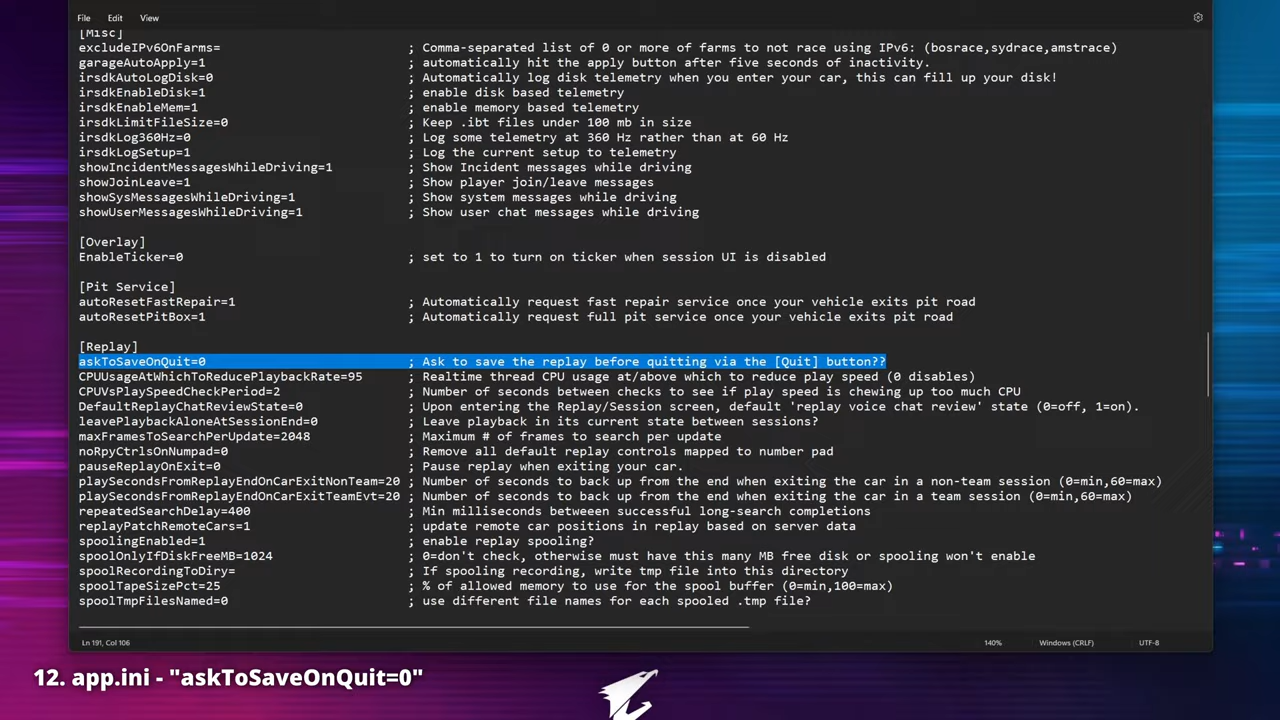 File Edit View
[Misc]
excludeIPv6OnFarms= ; Comma-separated list of 0 or more of farms to not race using IPv6: (bosrace,sydrace,amstrace)
garageAutoApply=1 ; automatically hit the apply button after five seconds of inactivity.
irsdkAutoLogDisk=0 ; Automatically log disk telemetry when you enter your car, this can fill up your disk!
irsdkEnableDisk=1 ; enable disk based telemetry
irsdkEnableMem=1 ; enable memory based telemetry
irsdkLimitFileSize=0 ; Keep .ibt files under 100 mb in size
irsdkLog360Hz=0 ; Log some telemetry at 360 Hz rather than at 60 Hz
irsdkLogSetup=1 ; Log the current setup to telemetry
showIncidentMessagesWhileDriving=1 ; Show Incident messages while driving
showJoinLeave=1 ; Show player join/leave messages
showSysMessagesWhileDriving=1 ; Show system messages while driving
showUserMessagesWhileDriving=1 ; Show user chat messages while driving
[Overlay]
EnableTicker=0 ; set to 1 to turn on ticker when session UI is disabled
[Pit Service]
autoResetFastRepair=1 ; Automatically request fast repair service once your vehicle exits pit road
autoResetPitBox=1 ; Automatically request full pit service once your vehicle exits pit road
[Replay]
askToSaveOnQuit=0 ; Ask to save the replay before quitting via the [Quit] button??
CPUUsageAtWhichToReducePlaybackRate=95 ; Realtime thread CPU usage at/above which to reduce play speed (0 disables)
CPUVsPlaySpeedCheckPeriod=2 ; Number of seconds between checks to see if play speed is chewing up too much CPU
DefaultReplayChatReviewState=0 ; Upon entering the Replay/Session screen, default 'replay voice chat review' state (0=off, 1=on).
leavePlaybackAloneAtSessionEnd=0 ; Leave playback in its current state between sessions?
maxFramesToSearchPerUpdate=2048 ; Maximum # of frames to search per update
noRpyCtrlsOnNumpad=0 ; Remove all default replay controls mapped to number pad
pauseReplayOnExit=0 ; Pause replay when exiting your car.
playSecondsFromReplayEndOnCarExitNonTeam=20 ; Number of seconds to back up from the end when exiting the car in a non-team session (0=min,60=max)
playSecondsFromReplayEndOnCarExitTeamEvt=20 ; Number of seconds to back up from the end when exiting the car in a team session (0=min,60=max)
repeatedSearchDelay=400 ; Min milliseconds betweeen successful long-search completions
replayPatchRemoteCars=1 ; update remote car positions in replay based on server data
spoolingEnabled=1 ; enable replay spooling?
spoolOnlyIfDiskFreeMB=1024 ; 0=don't check, otherwise must have this many MB free disk or spooling won't enable
spoolRecordingToDiry= ; If spooling recording, write tmp file into this directory
spoolTapeSizePct=25 ; % of allowed memory to use for the spool buffer (0=min,100=max)
spoolTmpFilesNamed=0 ; use different file names for each spooled .tmp file?
Ln 191, Col 106 140% Windows (CRLF) UTF-8
12. app.ini - "askToSaveOnQuit=0"